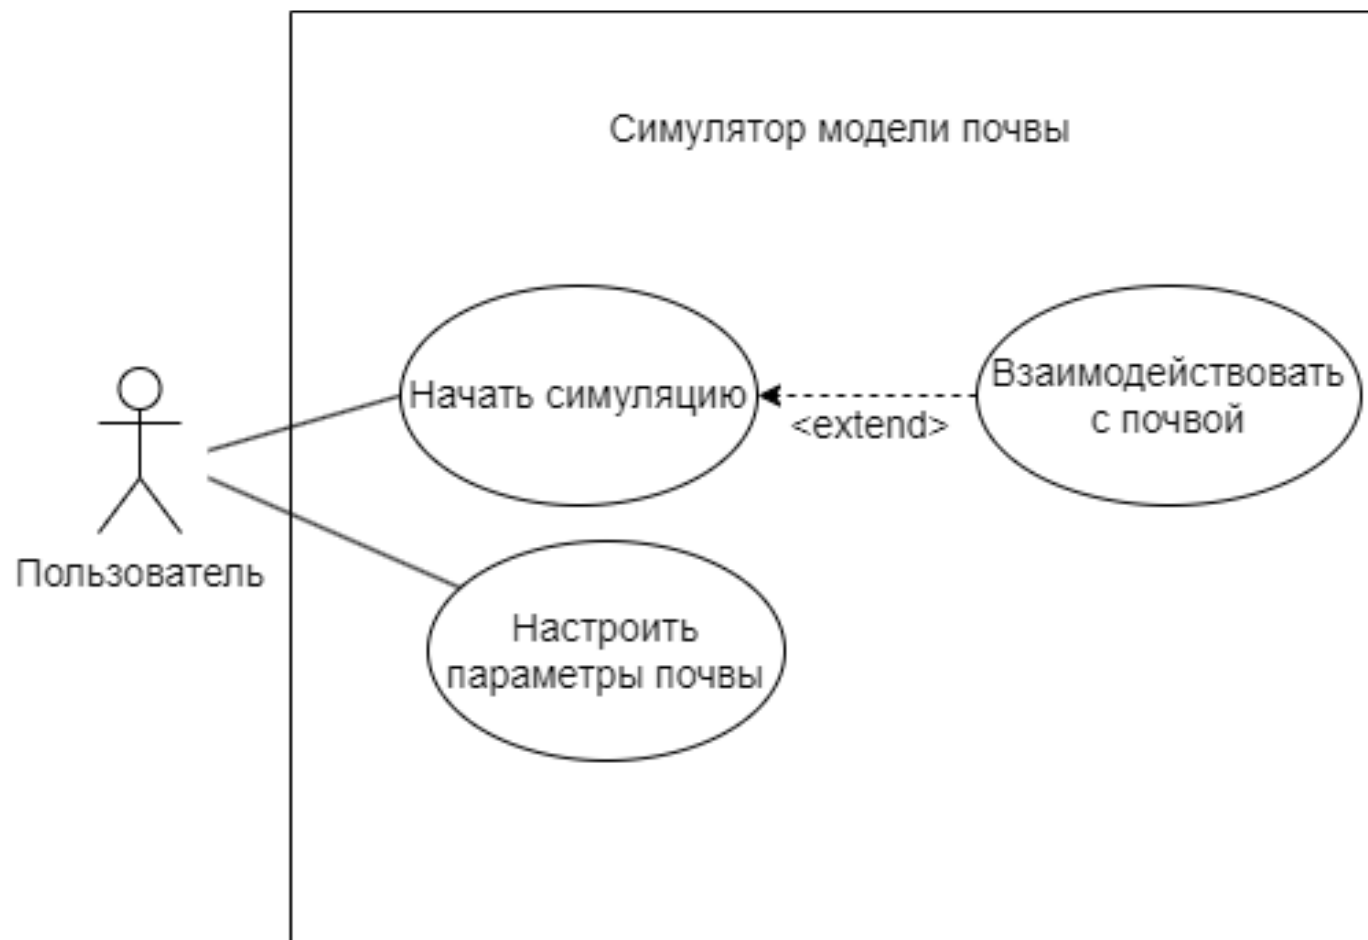 Симулятор модели почвы
Начать симуляцию
<extend>
Взаимодействовать
с почвой
Пользователь
Настроить
параметры почвы